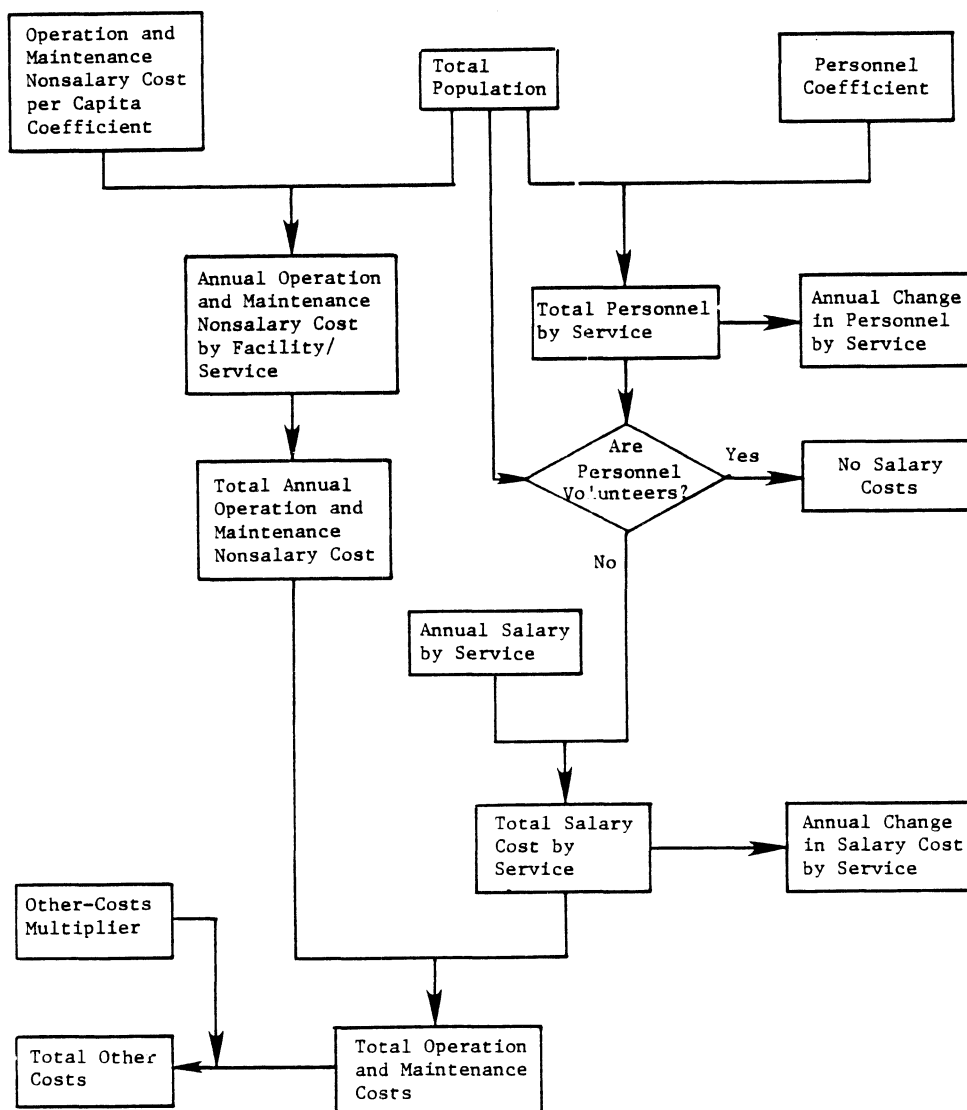 Operation and
Maintenance
Nonsalary Cost
per Capita
Coefficient
Total
Population
Personnel
Coefficient
Annual Operation
and Maintenance
Nonsalary Cost
by Facility/
Service
Total Personnel
by Service
Annual Change
in Personnel
by Service
Are
Personnel
Volunteers?
Yes
No Salary
Costs
Total Annual
Operation and
Maintenance
Nonsalary Cost
No
Annual Salary
by Service
Total Salary
Cost by
Service
Annual Change
in Salary Cost
by Service
Other-Costs
Multiplier
Total Other
Costs
Total Operation
and Maintenance
Costs